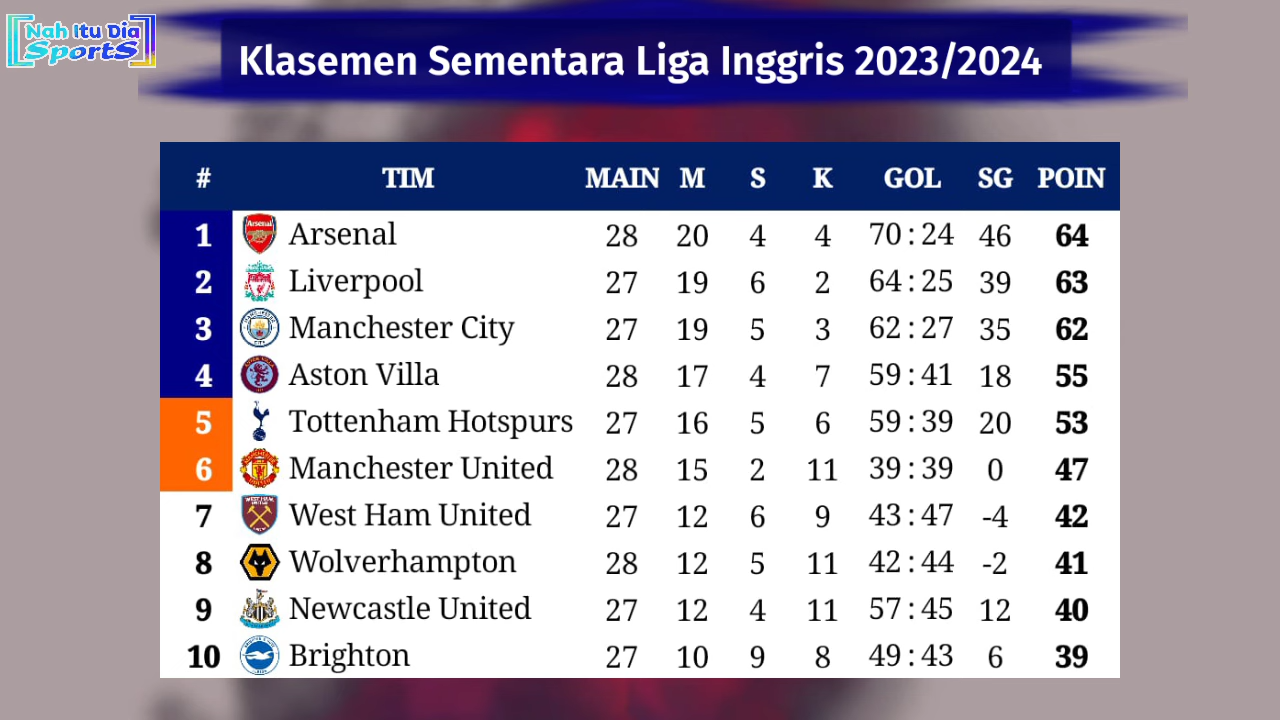 Nah Itu Dia
Sports
Klasemen Sementara Liga Inggris 2023/2024
# TIM MAIN M S K GOL SG POIN
1 Arsenal 28 20 4 4 70 : 24 46 64
2 Liverpool 27 19 6 2 64 : 25 39 63
3 Manchester City 27 19 5 3 62 : 27 35 62
4 Aston Villa 28 17 4 7 59 : 41 18 55
5 Tottenham Hotspurs 27 16 5 6 59 : 39 20 53
6 Manchester United 28 15 2 11 39 : 39 0 47
7 West Ham United 27 12 6 9 43 : 47 -4 42
8 Wolverhampton 28 12 5 11 42 : 44 -2 41
9 Newcastle United 27 12 4 11 57 : 45 12 40
10 Brighton 27 10 9 8 49 : 43 6 39